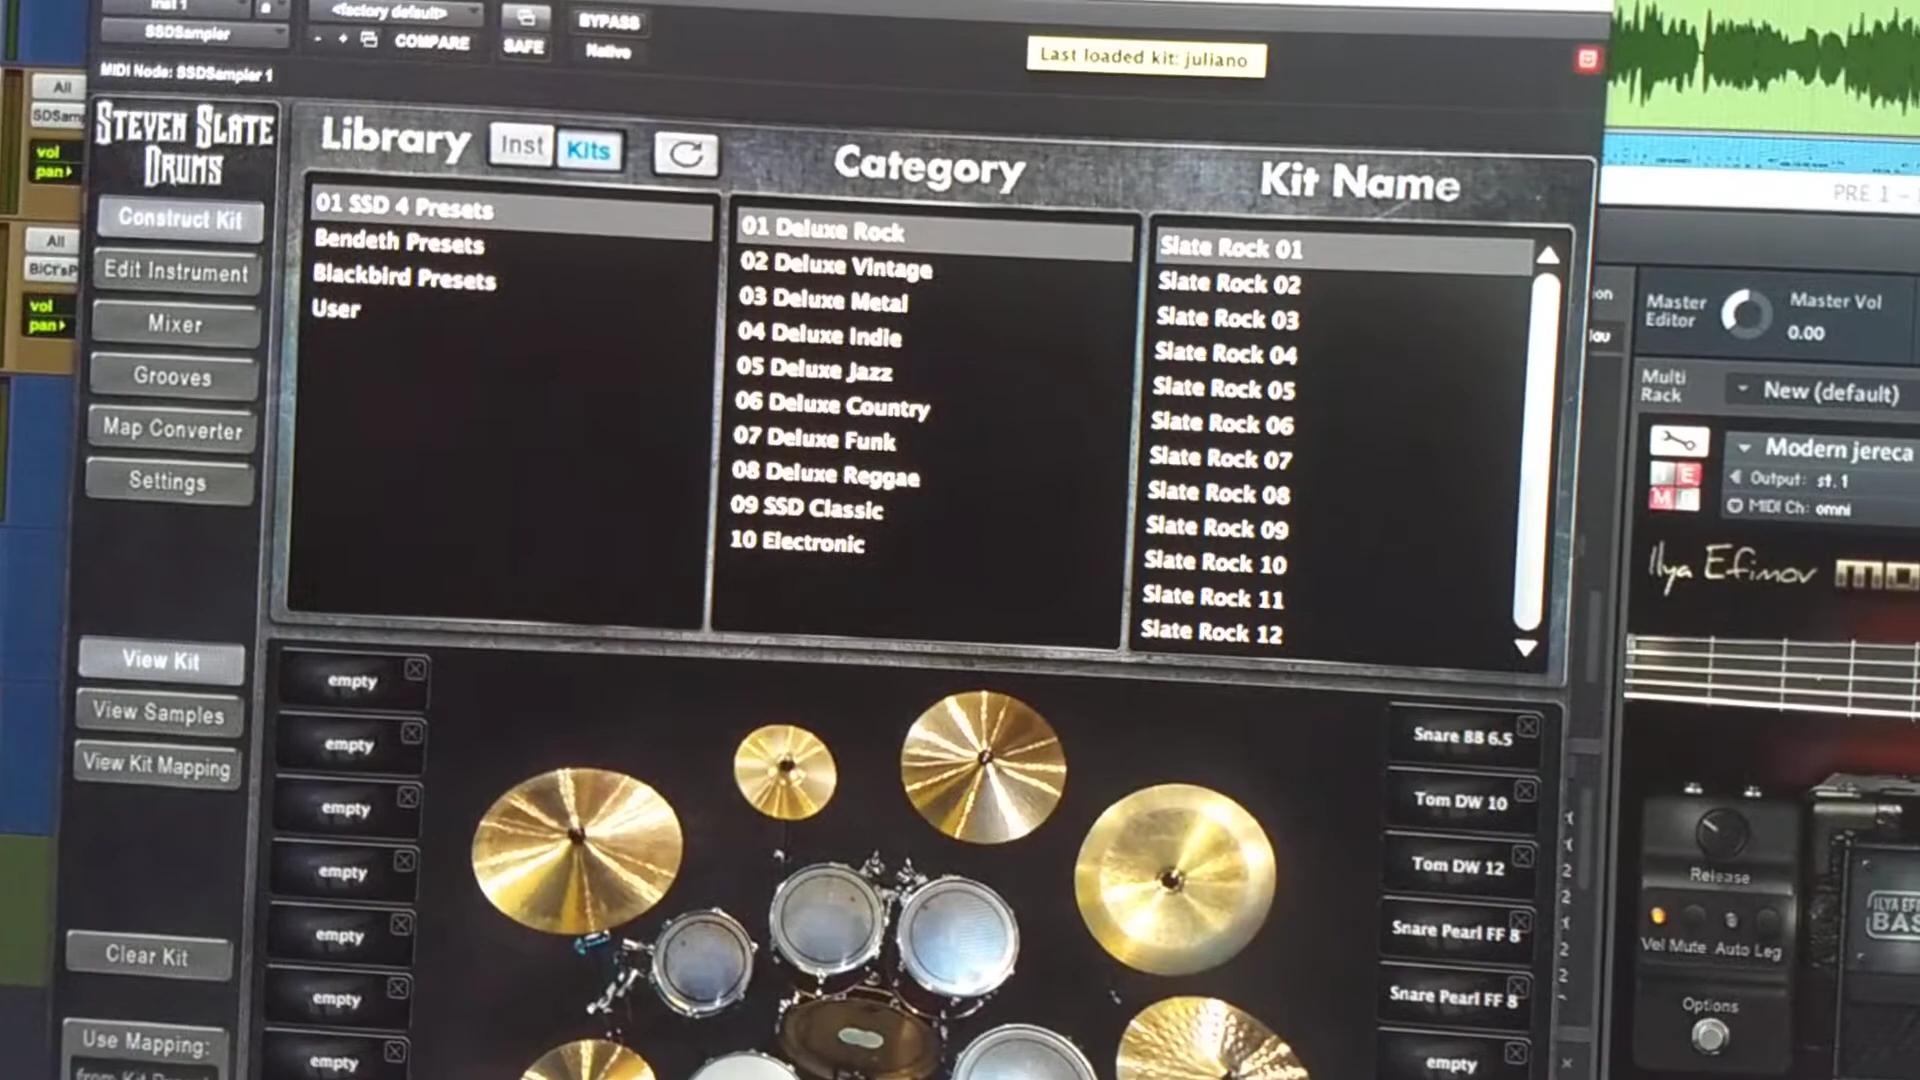 Inst 1
a
<factory default>
SSDSampler
- + COMPARE
SAFE
BYPASS
Native
Last loaded kit: juliano
MIDI Node: SSDSampler 1
All
SDSam
vol
pan
All
vol
pan
STEVEN SLATE
DRUMS
Construct Kit
Edit Instrument
Mixer
Grooves
Map Converter
Settings
View Kit
View Samples
View Kit Mapping
Clear Kit
Use Mapping:
Library
Inst
Kits
Category
Kit Name
01 SSD 4 Presets
Bendeth Presets
Blackbird Presets
User
01 Deluxe Rock
02 Deluxe Vintage
03 Deluxe Metal
04 Deluxe Indie
05 Deluxe Jazz
06 Deluxe Country
07 Deluxe Funk
08 Deluxe Reggae
09 SSD Classic
10 Electronic
Slate Rock 01
Slate Rock 02
Slate Rock 03
Slate Rock 04
Slate Rock 05
Slate Rock 06
Slate Rock 07
Slate Rock 08
Slate Rock 09
Slate Rock 10
Slate Rock 11
Slate Rock 12
empty
empty
empty
empty
empty
empty
empty
Snare BB 6.5
Tom DW 10
Tom DW 12
Snare Pearl FF 8
Snare Pearl FF 8
empty
PRE 1 -
Master
Editor
Master Vol
0.00
Multi
Rack
New (default)
Modern jereca
Output: st.1
MIDI Ch: omni
Ilya Efimov
Release
Vel Mute Auto Leg
Options
ILYA EF
BAS